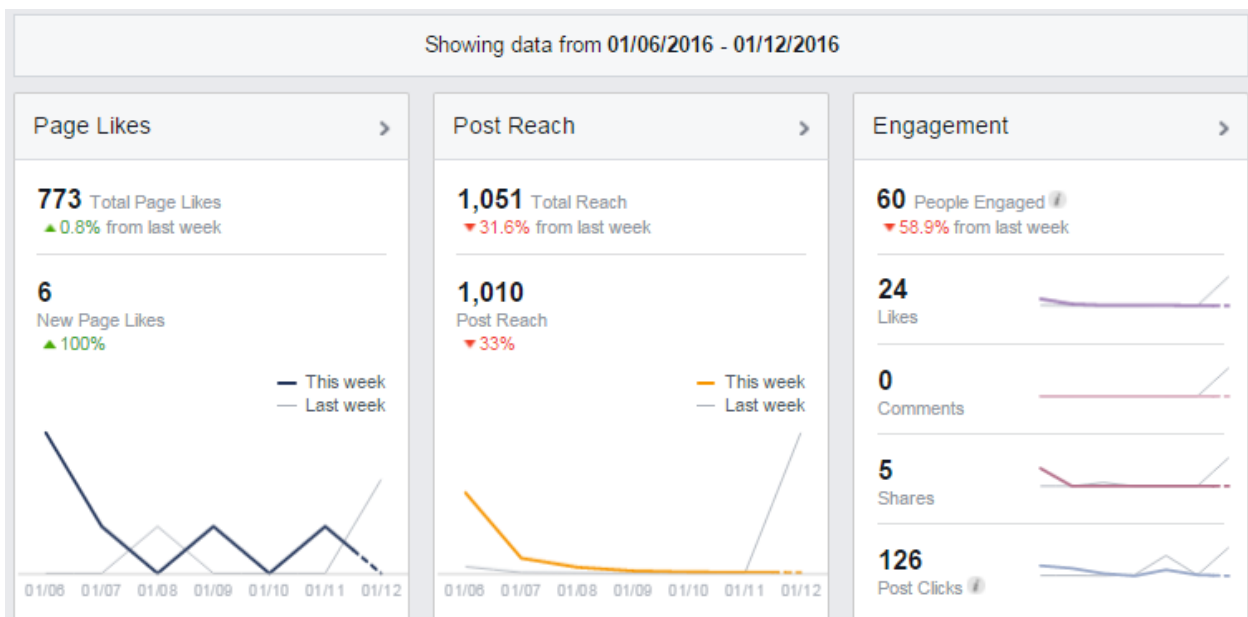 Showing data from 01/06/2016 - 01/12/2016
Page Likes
773 Total Page Likes
0.8% from last week
6
New Page Likes
100%
This week
Last week
01/06 01/07 01/08 01/09 01/10 01/11 01/12
Post Reach
1,051 Total Reach
31.6% from last week
1,010
Post Reach
33%
This week
Last week
01/06 01/07 01/08 01/09 01/10 01/11 01/12
Engagement
60 People Engaged i
58.9% from last week
24
Likes
0
Comments
5
Shares
126
Post Clicks i